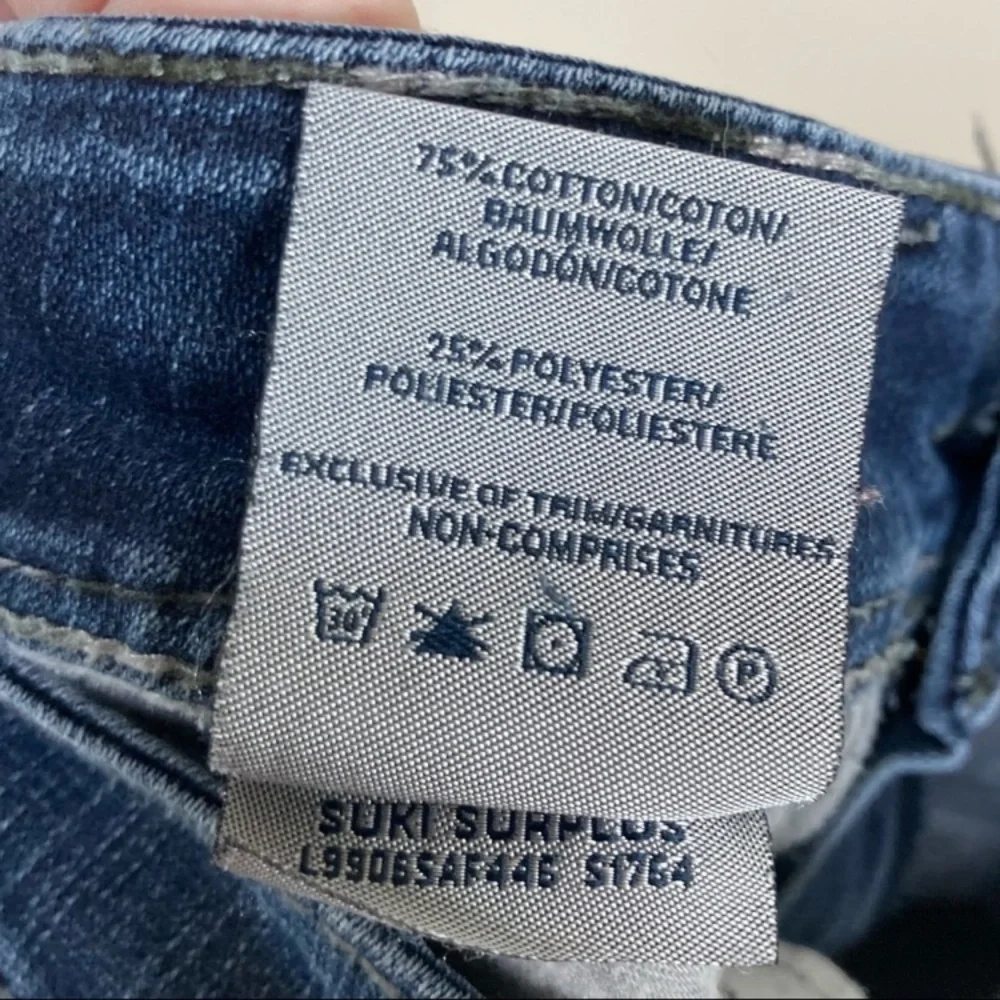 75% COTTON/COTON/
BAUMWOLLE/
ALGODÓN/COTONE
25% POLYESTER/
POLIESTER/POLIESTERE
EXCLUSIVE OF TRIM/GARNITURES
NON-COMPRISES
30
P
SUKI SURPLUS
L9906SAF446 S1764